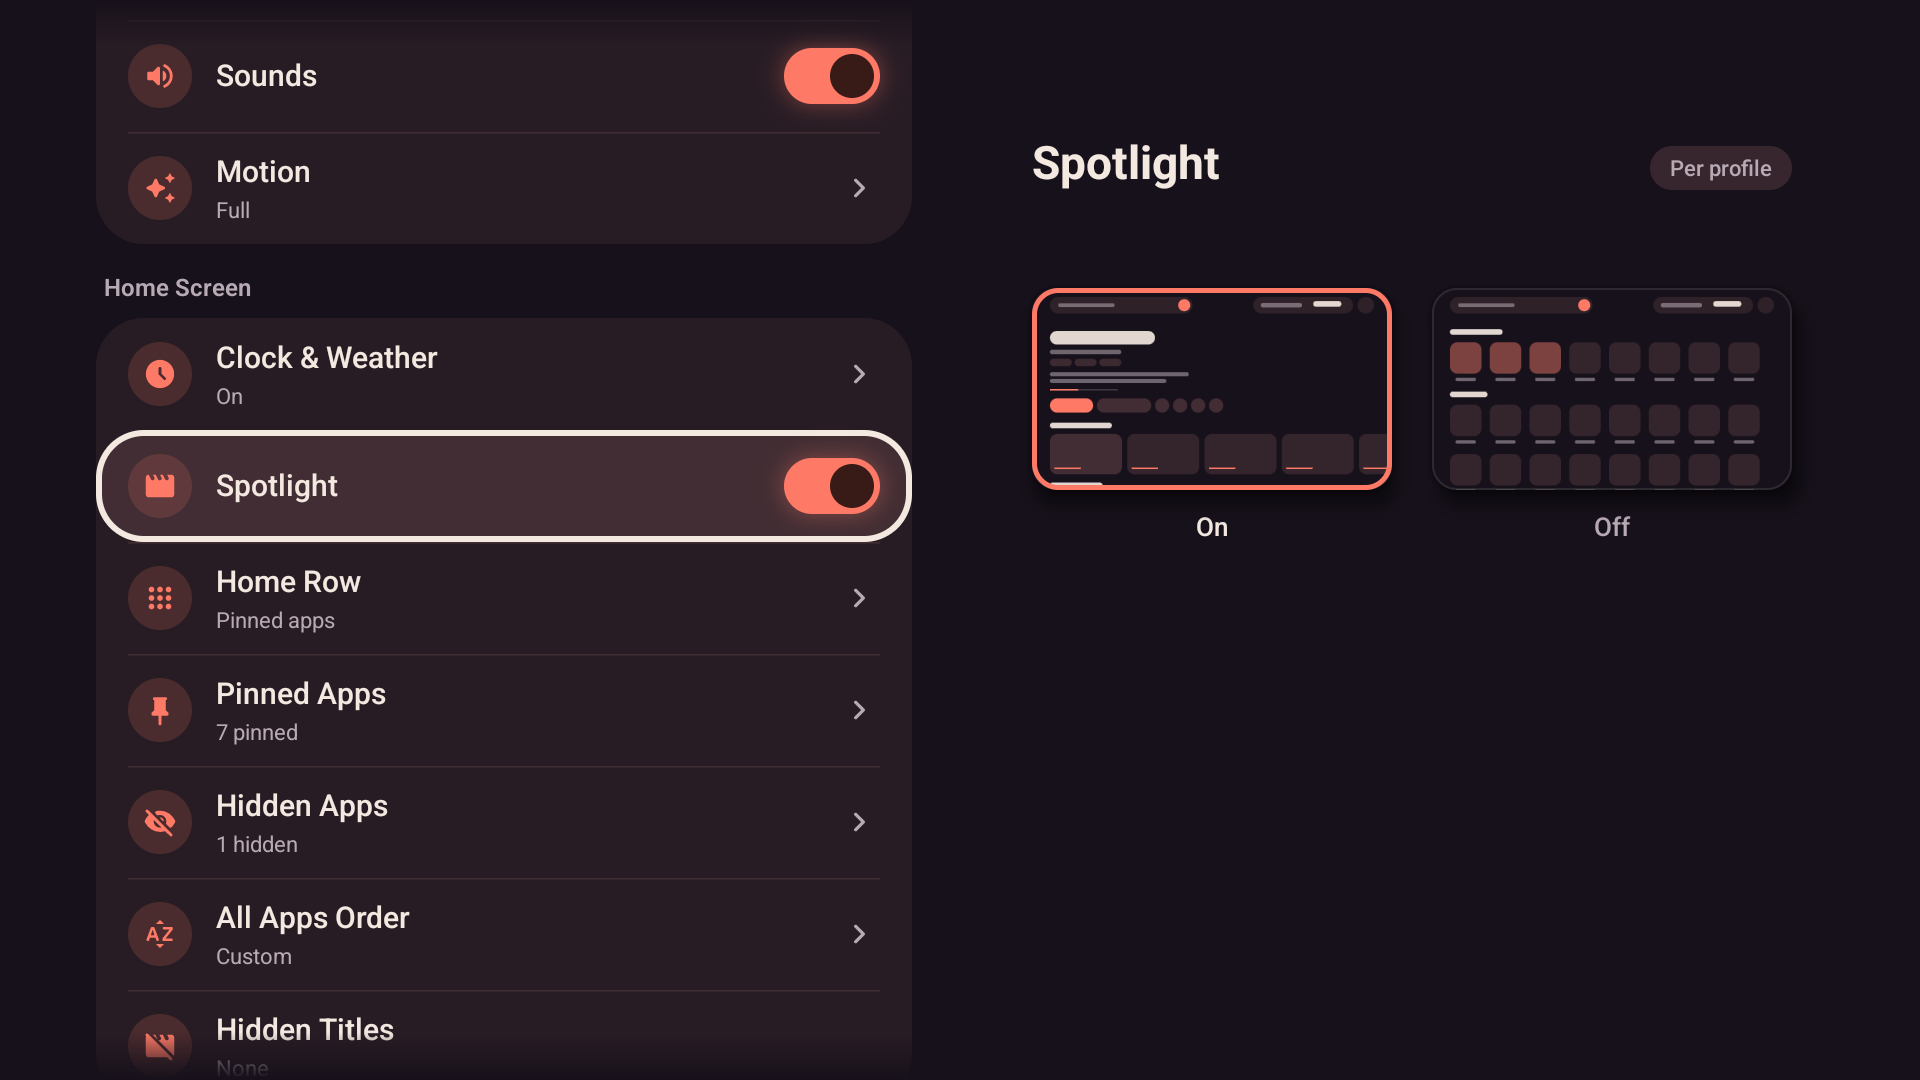 Sounds
Motion
Full
Home Screen
Clock & Weather
On
Spotlight
Home Row
Pinned apps
Pinned Apps
7 pinned
Hidden Apps
1 hidden
All Apps Order
Custom
Hidden Titles
None
Spotlight
Per profile
On
Off